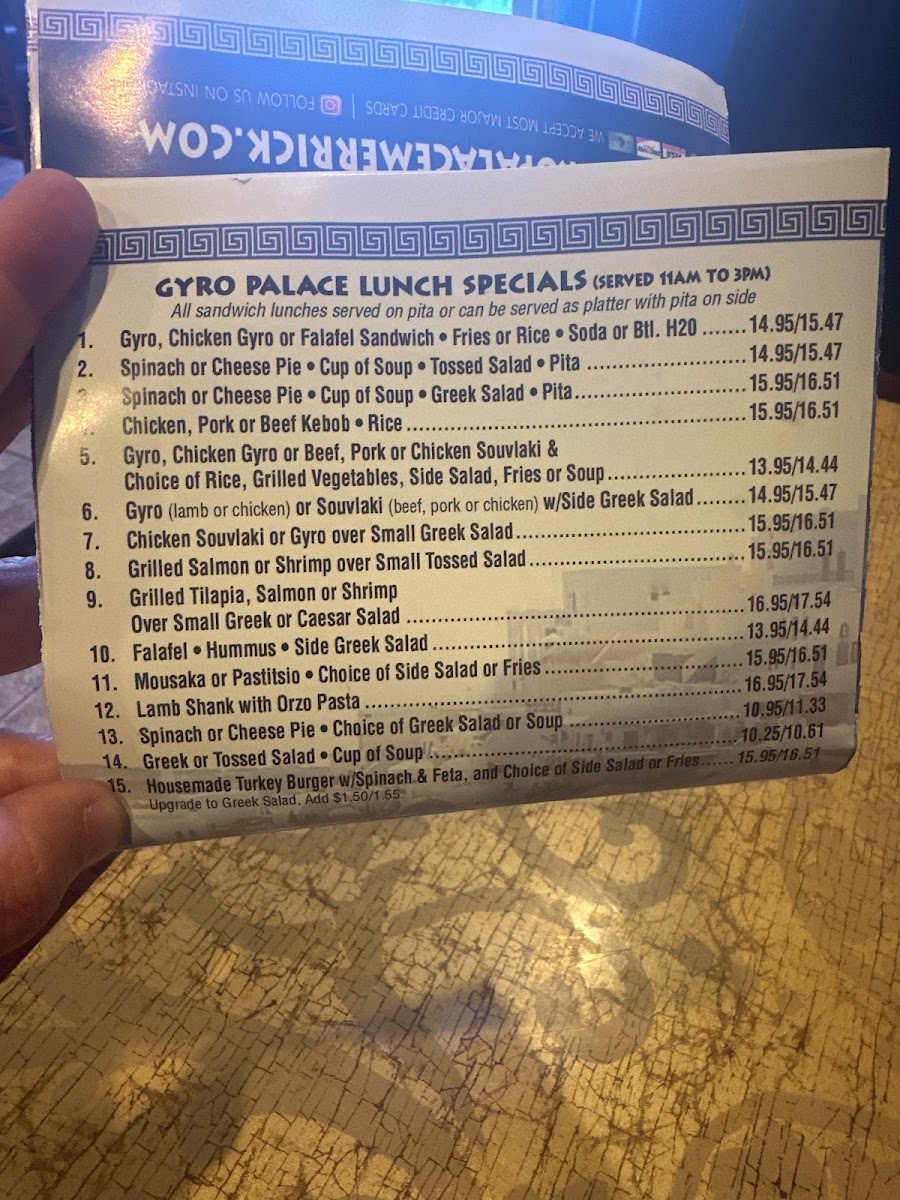 WE ACCEPT MOST MAJOR CREDIT CARDS | FOLLOW US ON
PALACEMERRICK.COM
GYRO PALACE LUNCH SPECIALS (SERVED 11AM TO 3PM)
All sandwich lunches served on pita or can be served as platter with pita on side
1. Gyro, Chicken Gyro or Falafel Sandwich • Fries or Rice • Soda or Btl. H20 ....... 14.95/15.47
2. Spinach or Cheese Pie • Cup of Soup • Tossed Salad • Pita ........................ 14.95/15.47
3. Spinach or Cheese Pie • Cup of Soup • Greek Salad • Pita.......................... 15.95/16.51
Chicken, Pork or Beef Kebob • Rice ..................................................... 15.95/16.51
5. Gyro, Chicken Gyro or Beef, Pork or Chicken Souvlaki &
Choice of Rice, Grilled Vegetables, Side Salad, Fries or Soup...................... 13.95/14.44
6. Gyro (lamb or chicken) or Souvlaki (beef, pork or chicken) w/Side Greek Salad........ 14.95/15.47
7. Chicken Souvlaki or Gyro over Small Greek Salad.................................... 15.95/16.51
8. Grilled Salmon or Shrimp over Small Tossed Salad.................................. 15.95/16.51
9. Grilled Tilapia, Salmon or Shrimp
Over Small Greek or Caesar Salad ..................................................... 16.95/17.54
10. Falafel • Hummus • Side Greek Salad ................................................ 13.95/14.44
11. Mousaka or Pastitsio • Choice of Side Salad or Fries ............................. 15.95/16.51
12. Lamb Shank with Orzo Pasta .......................................................... 16.95/17.54
13. Spinach or Cheese Pie • Choice of Greek Salad or Soup ........................... 10.95/11.33
14. Greek or Tossed Salad • Cup of Soup ................................................ 10.25/10.61
15. Housemade Turkey Burger w/Spinach & Feta, and Choice of Side Salad or Fries...... 15.95/16.51
Upgrade to Greek Salad, Add $1.50/1.55